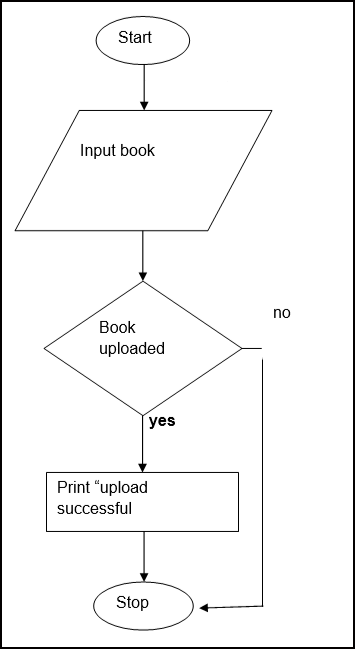 Start
Input book
no
Book
uploaded
yes
Print “upload
successful
Stop